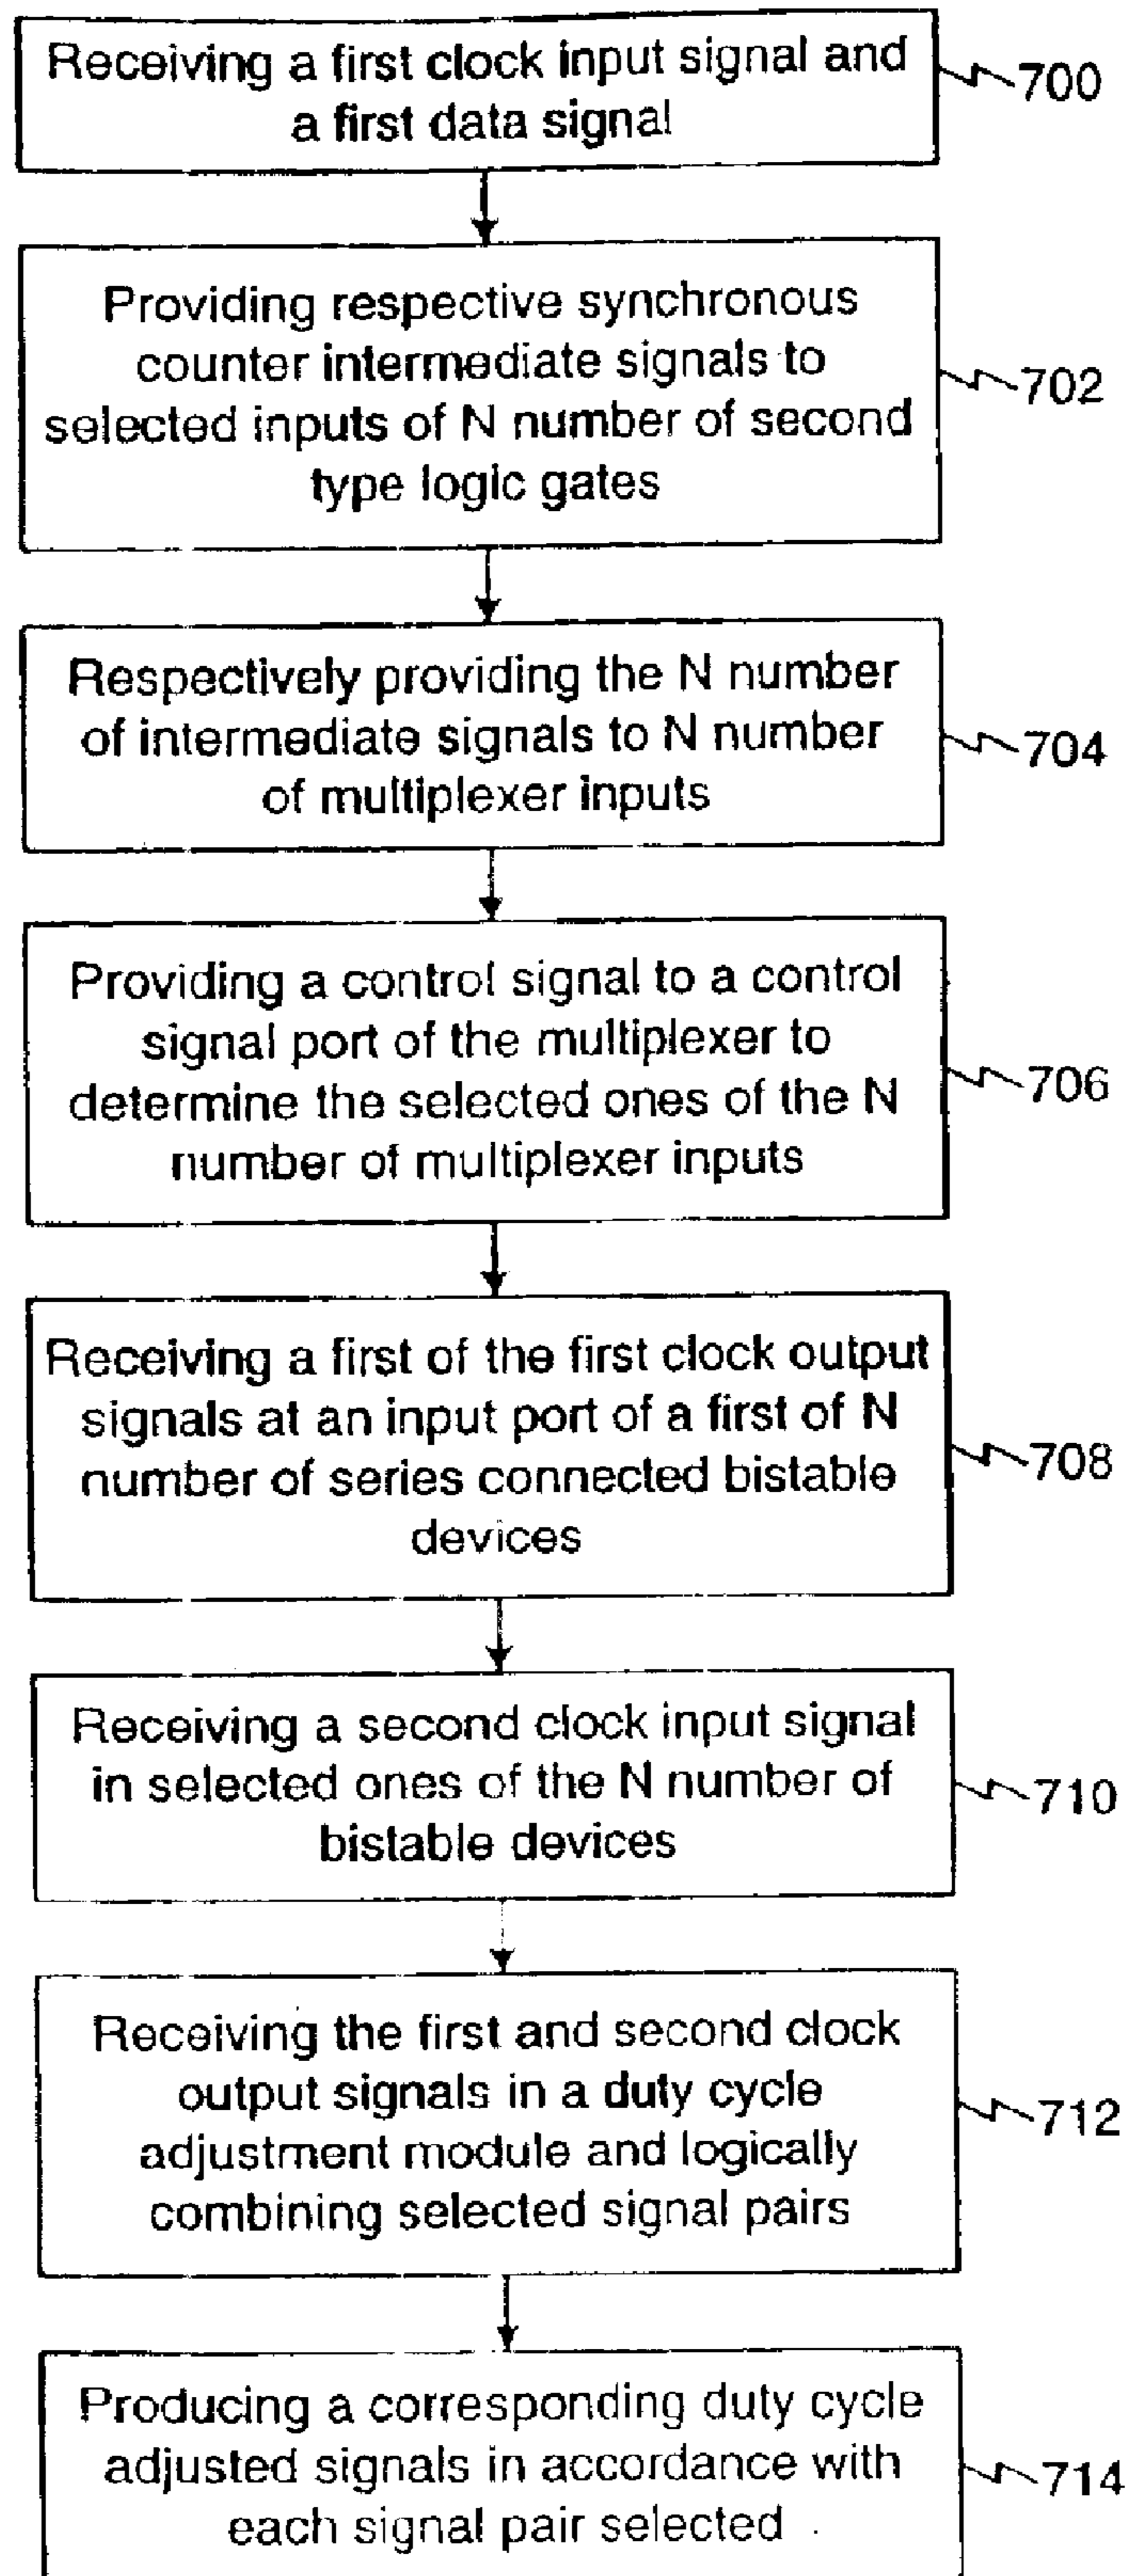 Receiving a first clock input signal and
a first data signal
700
Providing respective synchronous
counter intermediate signals to
selected inputs of N number of second
type logic gates
702
Respectively providing the N number
of intermediate signals to N number
of multiplexer inputs
704
Providing a control signal to a control
signal port of the multiplexer to
determine the selected ones of the N
number of multiplexer inputs
706
Receiving a first of the first clock output
signals at an input port of a first of N
number of series connected bistable
devices
708
Receiving a second clock input signal
in selected ones of the N number of
bistable devices
710
Receiving the first and second clock
output signals in a duty cycle
adjustment module and logically
combining selected signal pairs
712
Producing a corresponding duty cycle
adjusted signals in accordance with
each signal pair selected
714